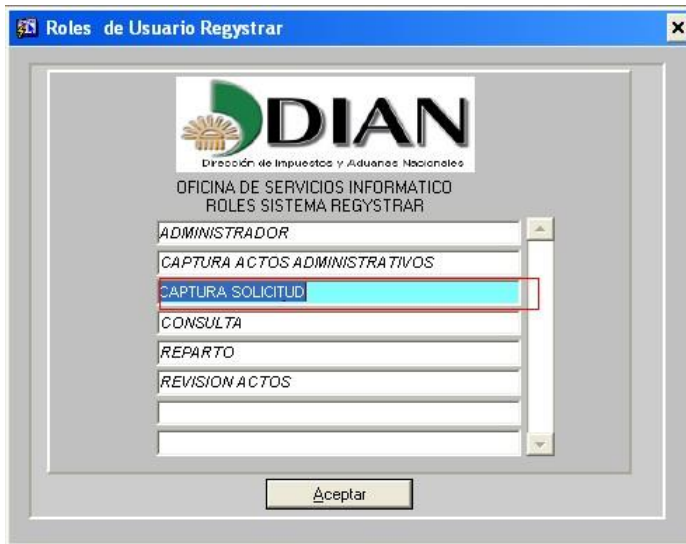 Roles de Usuario Regystrar
DIAN
Dirección de Impuestos y Aduanas Nacionales
OFICINA DE SERVICIOS INFORMATICO
ROLES SISTEMA REGYSTRAR
ADMINISTRADOR
CAPTURA ACTOS ADMINISTRATIVOS
CAPTURA SOLICITUD
CONSULTA
REPARTO
REVISION ACTOS
Aceptar